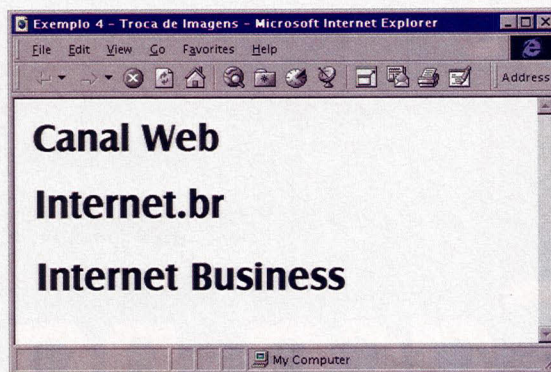 Exemplo 4 - Troca de Imagens - Microsoft Internet Explorer
File Edit View Go Favorites Help
Address
Canal Web
Internet.br
Internet Business
My Computer